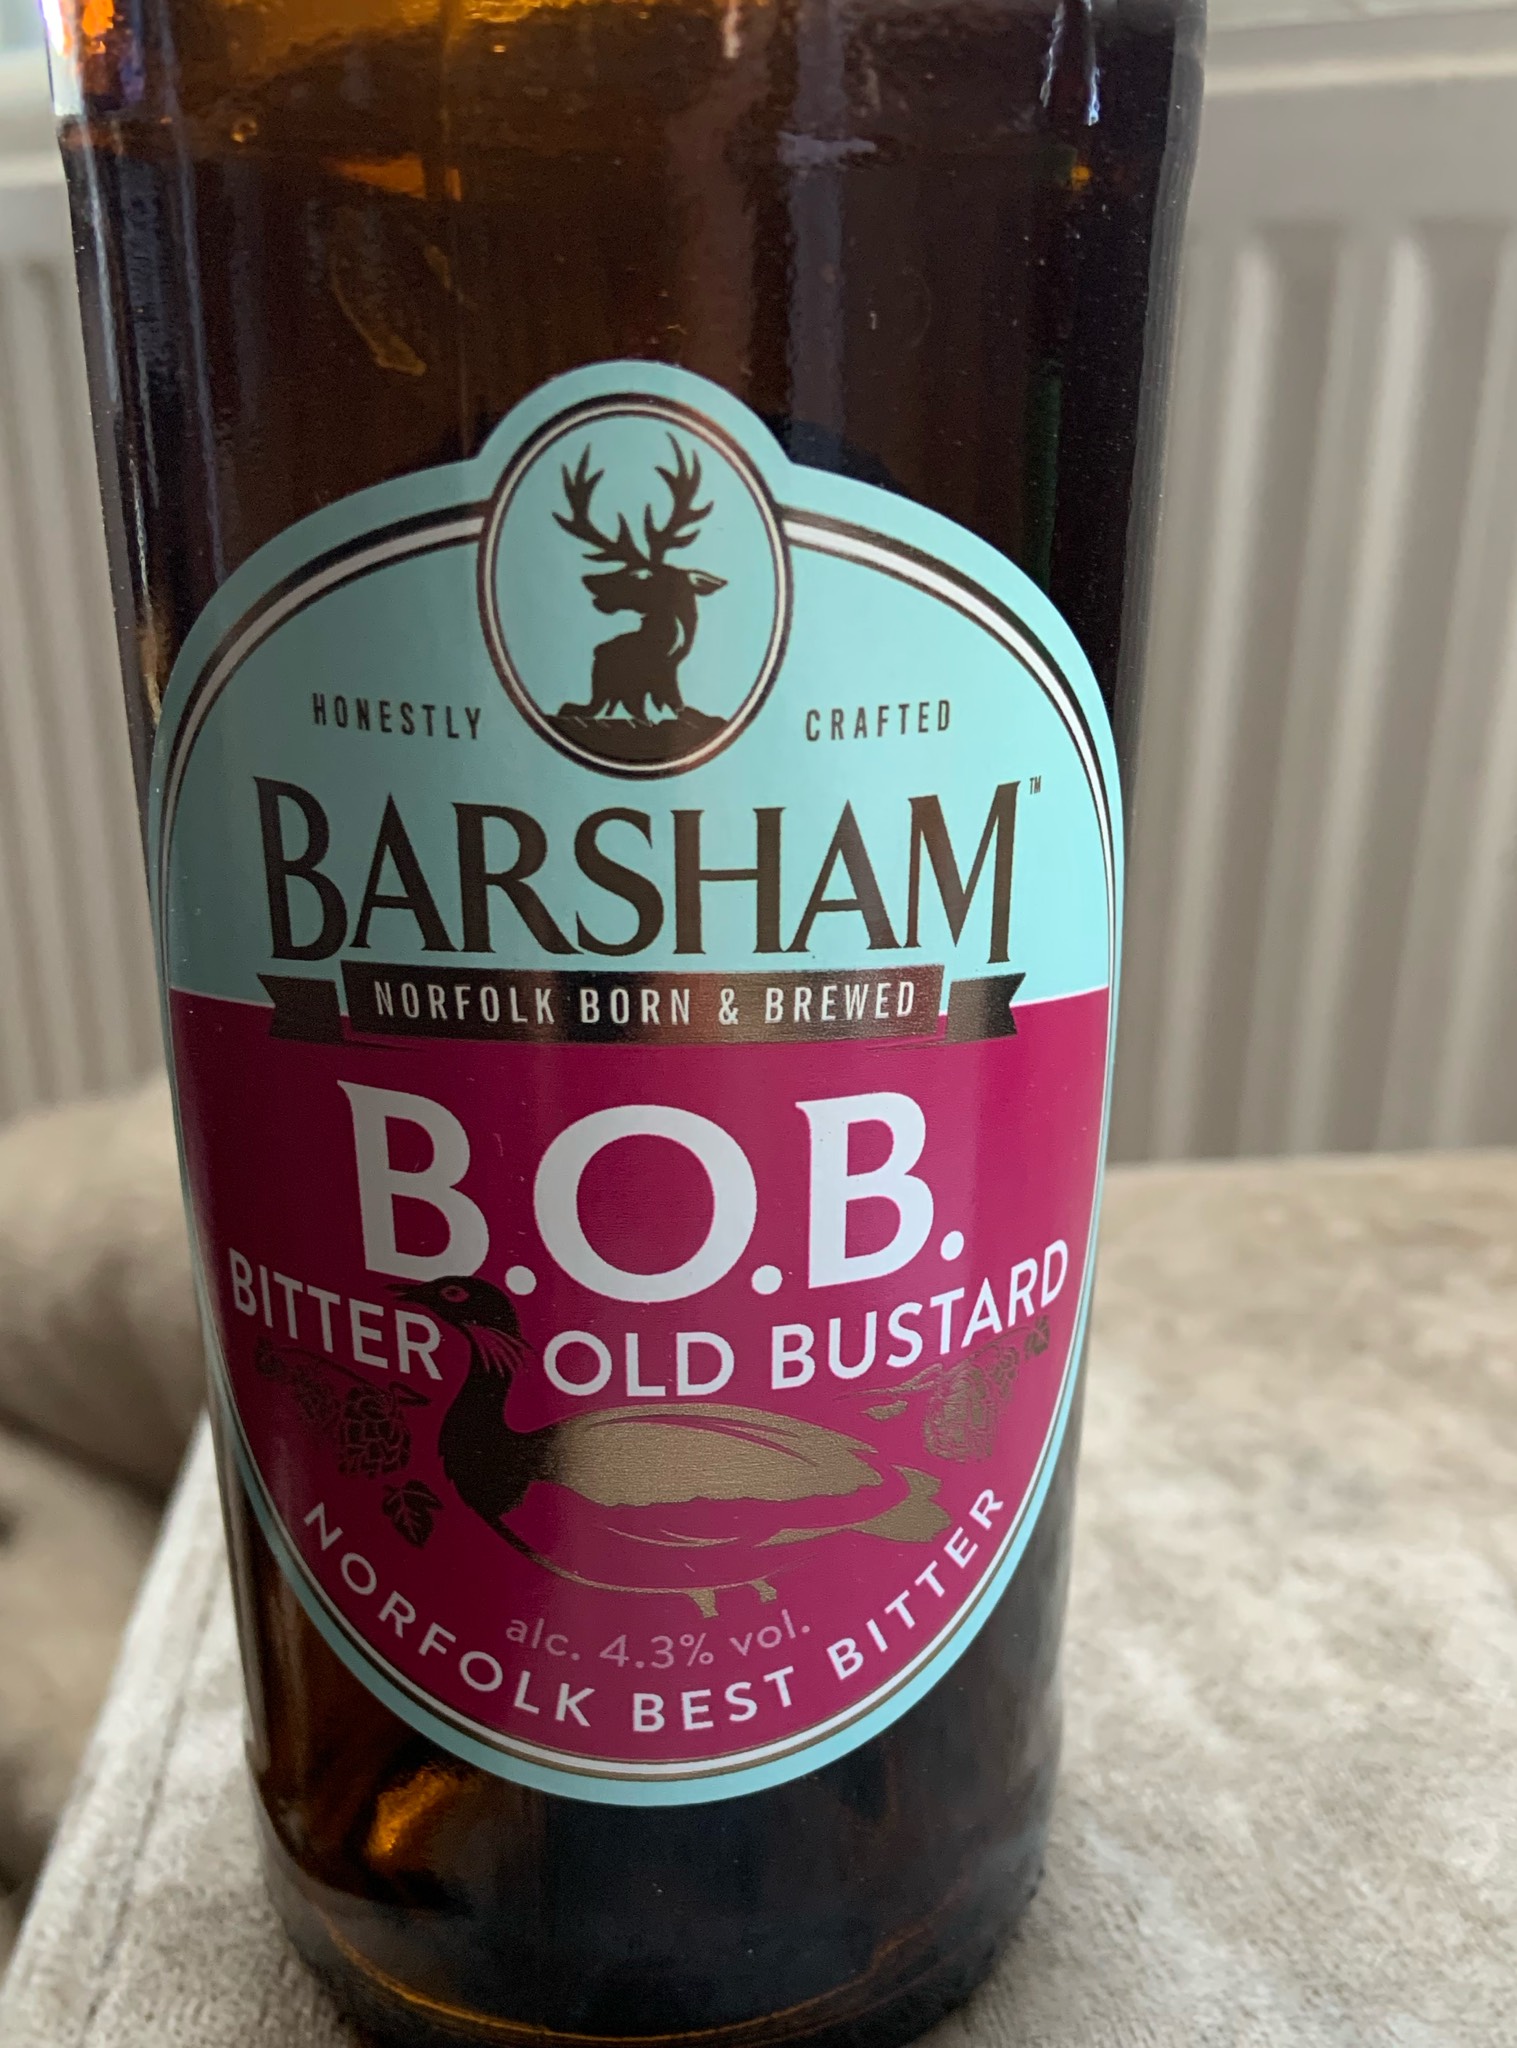 HONESTLY CRAFTED
BARSHAM™
NORFOLK BORN & BREWED
B.O.B.
BITTER OLD BUSTARD
alc. 4.3% vol.
NORFOLK BEST BITTER